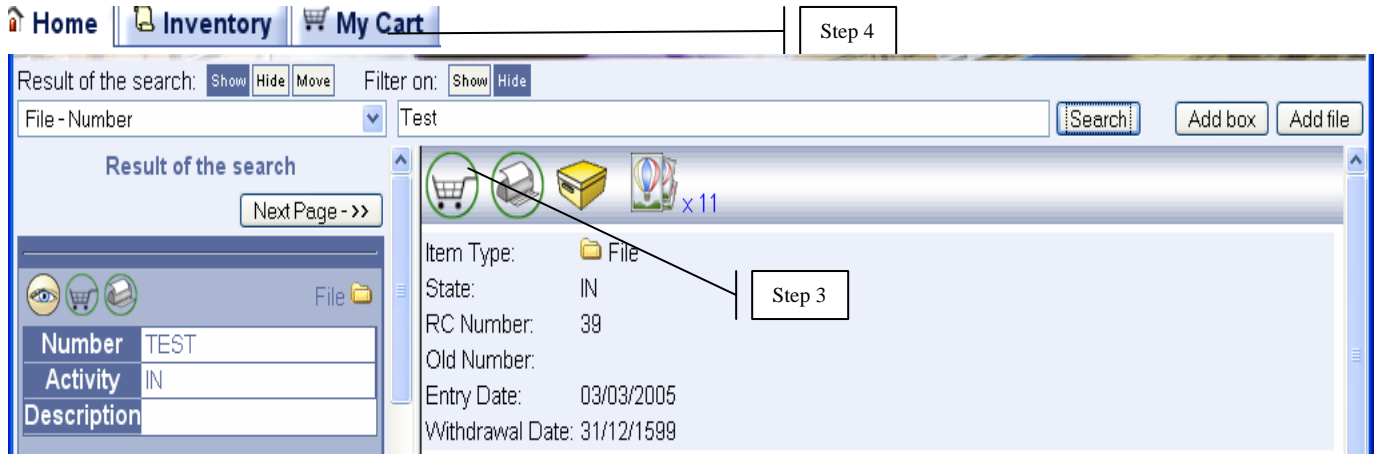 Home Inventory My Cart
Step 4
Result of the search: Show Hide Move Filter on: Show Hide
File - Number Test Search Add box Add file
Result of the search
Next Page - >>
x 11
File
Number TEST
Activity IN
Description
Item Type: File
State: IN
RC Number: 39
Old Number:
Entry Date: 03/03/2005
Withdrawal Date: 31/12/1599
Step 3